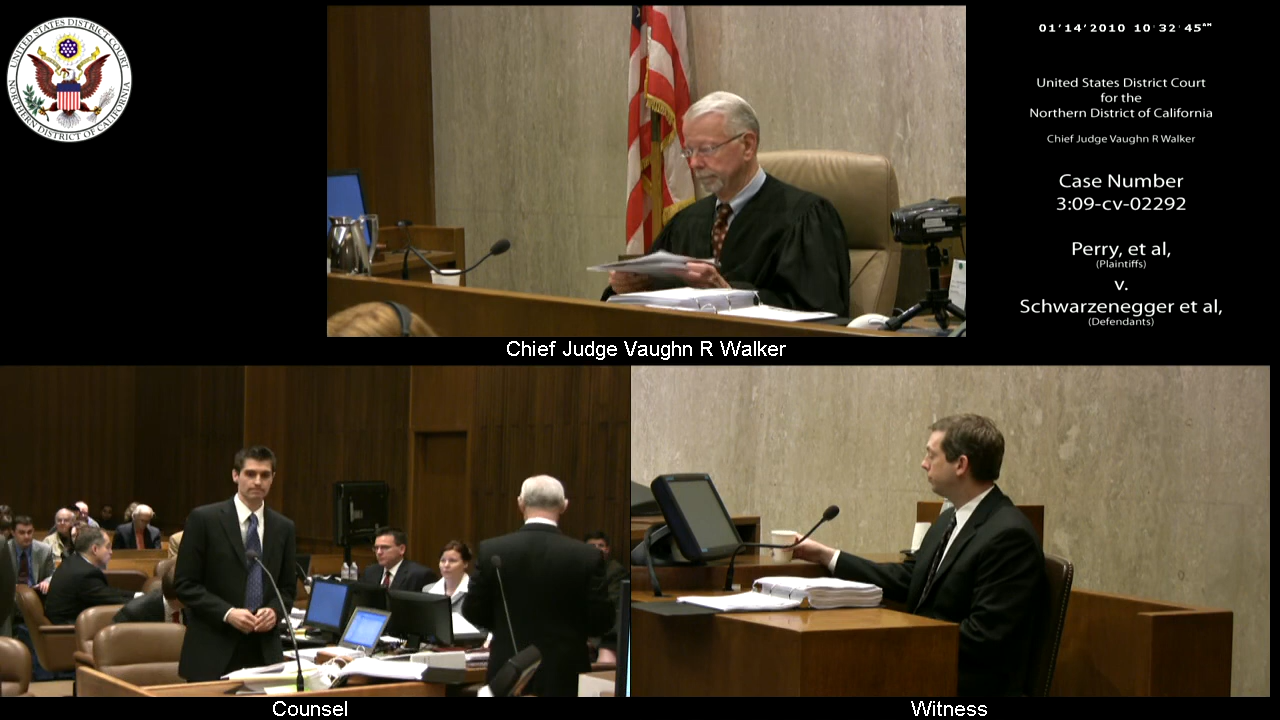 UNITED STATES DISTRICT COURT
NORTHERN DISTRICT OF CALIFORNIA
01'14'2010 10:32:45 AM
United States District Court
for the
Northern District of California
Chief Judge Vaughn R Walker
Case Number
3:09-cv-02292
Perry, et al,
(Plaintiffs)
v.
Schwarzenegger et al,
(Defendants)
Chief Judge Vaughn R Walker
Counsel
Witness